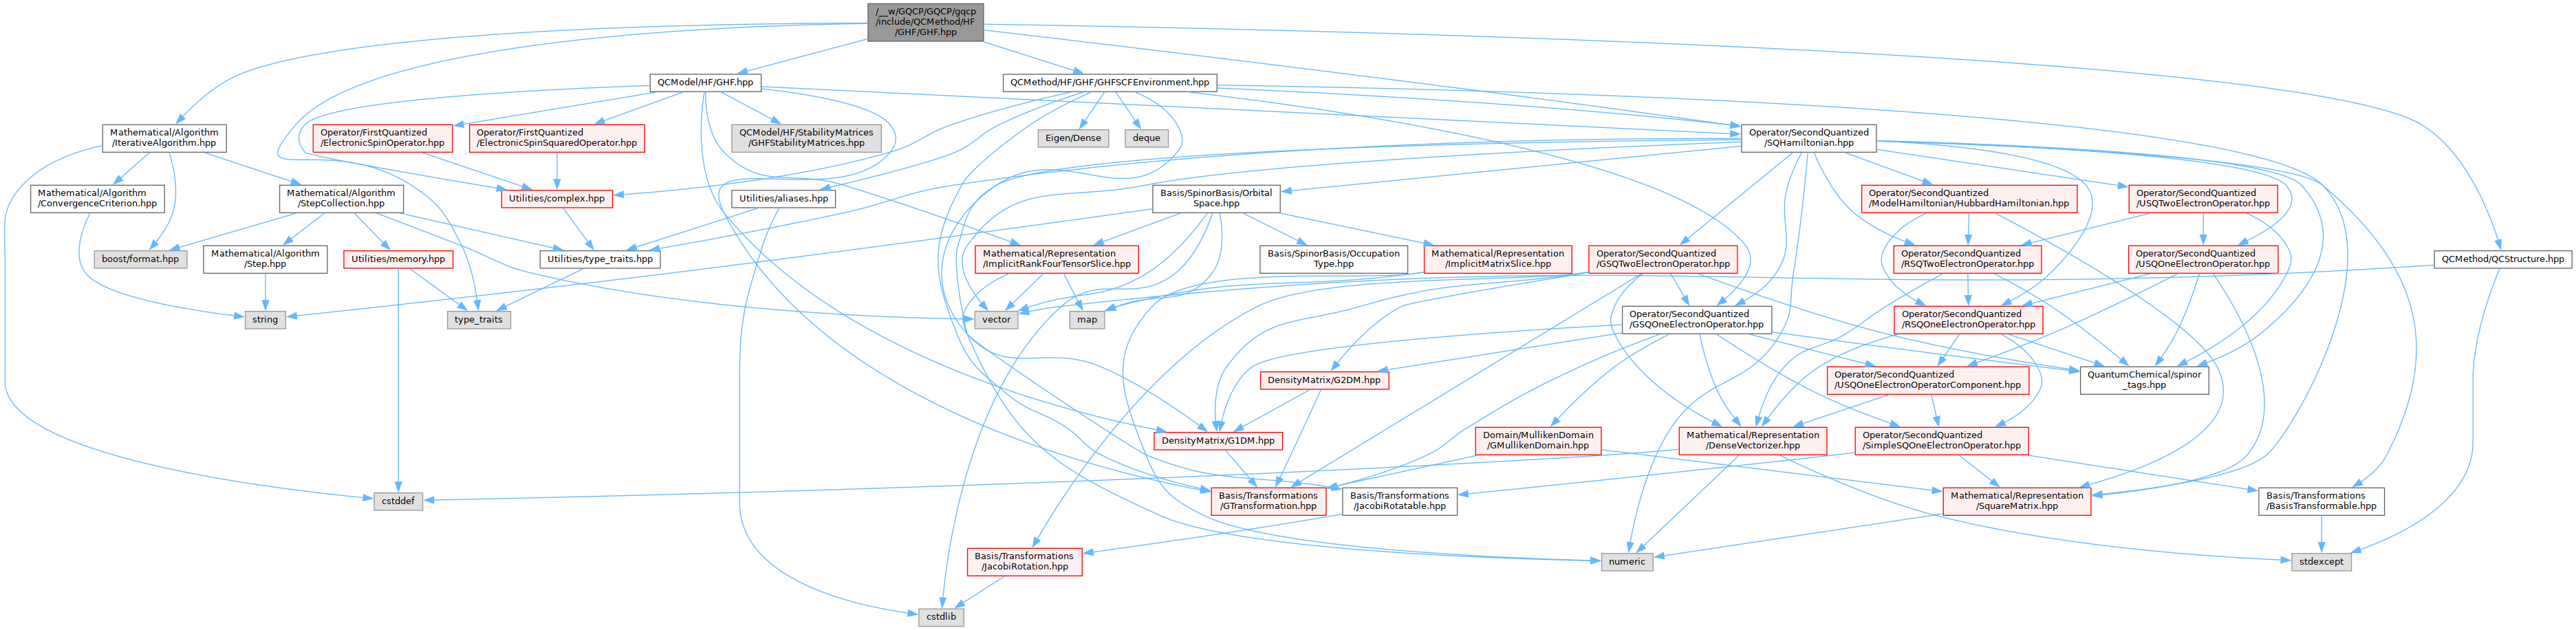 /__w/GQCP/GQCP/gqcp
/include/QCMethod/HF
/GHF/GHF.hpp
QCModel/HF/GHF.hpp
QCMethod/HF/GHF/GHFSCFEnvironment.hpp
Mathematical/Algorithm
/IterativeAlgorithm.hpp
Operator/FirstQuantized
/ElectronicSpinOperator.hpp
Operator/FirstQuantized
/ElectronicSpinSquaredOperator.hpp
QCModel/HF/StabilityMatrices
/GHFStabilityMatrices.hpp
Eigen/Dense
deque
Operator/SecondQuantized
/SQHamiltonian.hpp
Mathematical/Algorithm
/ConvergenceCriterion.hpp
Mathematical/Algorithm
/StepCollection.hpp
Utilities/complex.hpp
Utilities/aliases.hpp
Basis/SpinorBasis/Orbital
Space.hpp
Operator/SecondQuantized
/ModelHamiltonian/HubbardHamiltonian.hpp
Operator/SecondQuantized
/USQTwoElectronOperator.hpp
boost/format.hpp
Mathematical/Algorithm
/Step.hpp
Utilities/memory.hpp
Utilities/type_traits.hpp
Mathematical/Representation
/ImplicitRankFourTensorSlice.hpp
Basis/SpinorBasis/Occupation
Type.hpp
Mathematical/Representation
/ImplicitMatrixSlice.hpp
Operator/SecondQuantized
/GSQTwoElectronOperator.hpp
Operator/SecondQuantized
/RSQTwoElectronOperator.hpp
Operator/SecondQuantized
/USQOneElectronOperator.hpp
QCMethod/QCStructure.hpp
string
type_traits
vector
map
Operator/SecondQuantized
/GSQOneElectronOperator.hpp
Operator/SecondQuantized
/RSQOneElectronOperator.hpp
DensityMatrix/G2DM.hpp
Operator/SecondQuantized
/USQOneElectronOperatorComponent.hpp
QuantumChemical/spinor
_tags.hpp
DensityMatrix/G1DM.hpp
Domain/MullikenDomain
/GMullikenDomain.hpp
Mathematical/Representation
/DenseVectorizer.hpp
Operator/SecondQuantized
/SimpleSQOneElectronOperator.hpp
cstddef
Basis/Transformations
/GTransformation.hpp
Basis/Transformations
/JacobiRotatable.hpp
Mathematical/Representation
/SquareMatrix.hpp
Basis/Transformations
/BasisTransformable.hpp
Basis/Transformations
/JacobiRotation.hpp
numeric
stdexcept
cstdlib